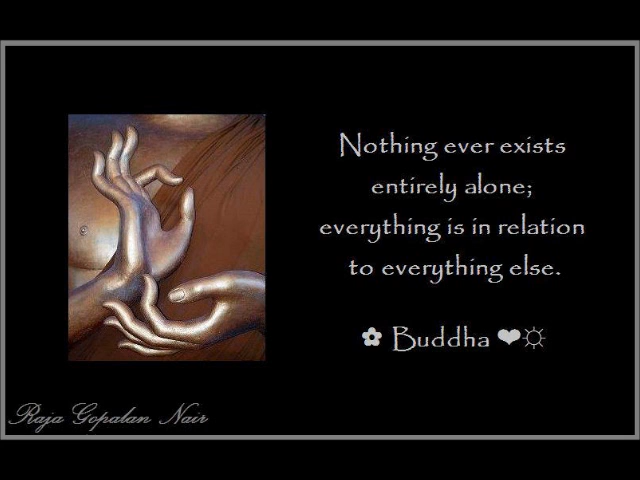 Nothing ever exists
entirely alone;
everything is in relation
to everything else.
✿ Buddha ❤☼
Raja Gopalan Nair